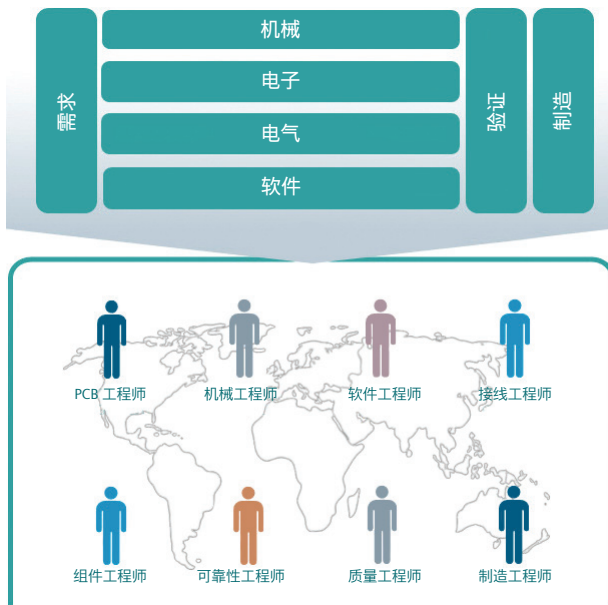 需求
机械
电子
电气
软件
验证
制造
PCB 工程师
机械工程师
软件工程师
接线工程师
组件工程师
可靠性工程师
质量工程师
制造工程师